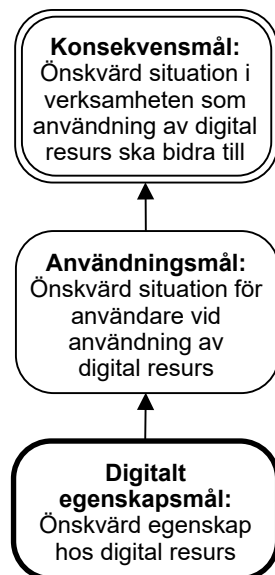 Konsekvensmål:
Önskvärd situation i
verksamheten som
användning av digital
resurs ska bidra till
Användningsmål:
Önskvärd situation för
användare vid
användning av
digital resurs
Digitalt
egenskapsmål:
Önskvärd egenskap
hos digital resurs